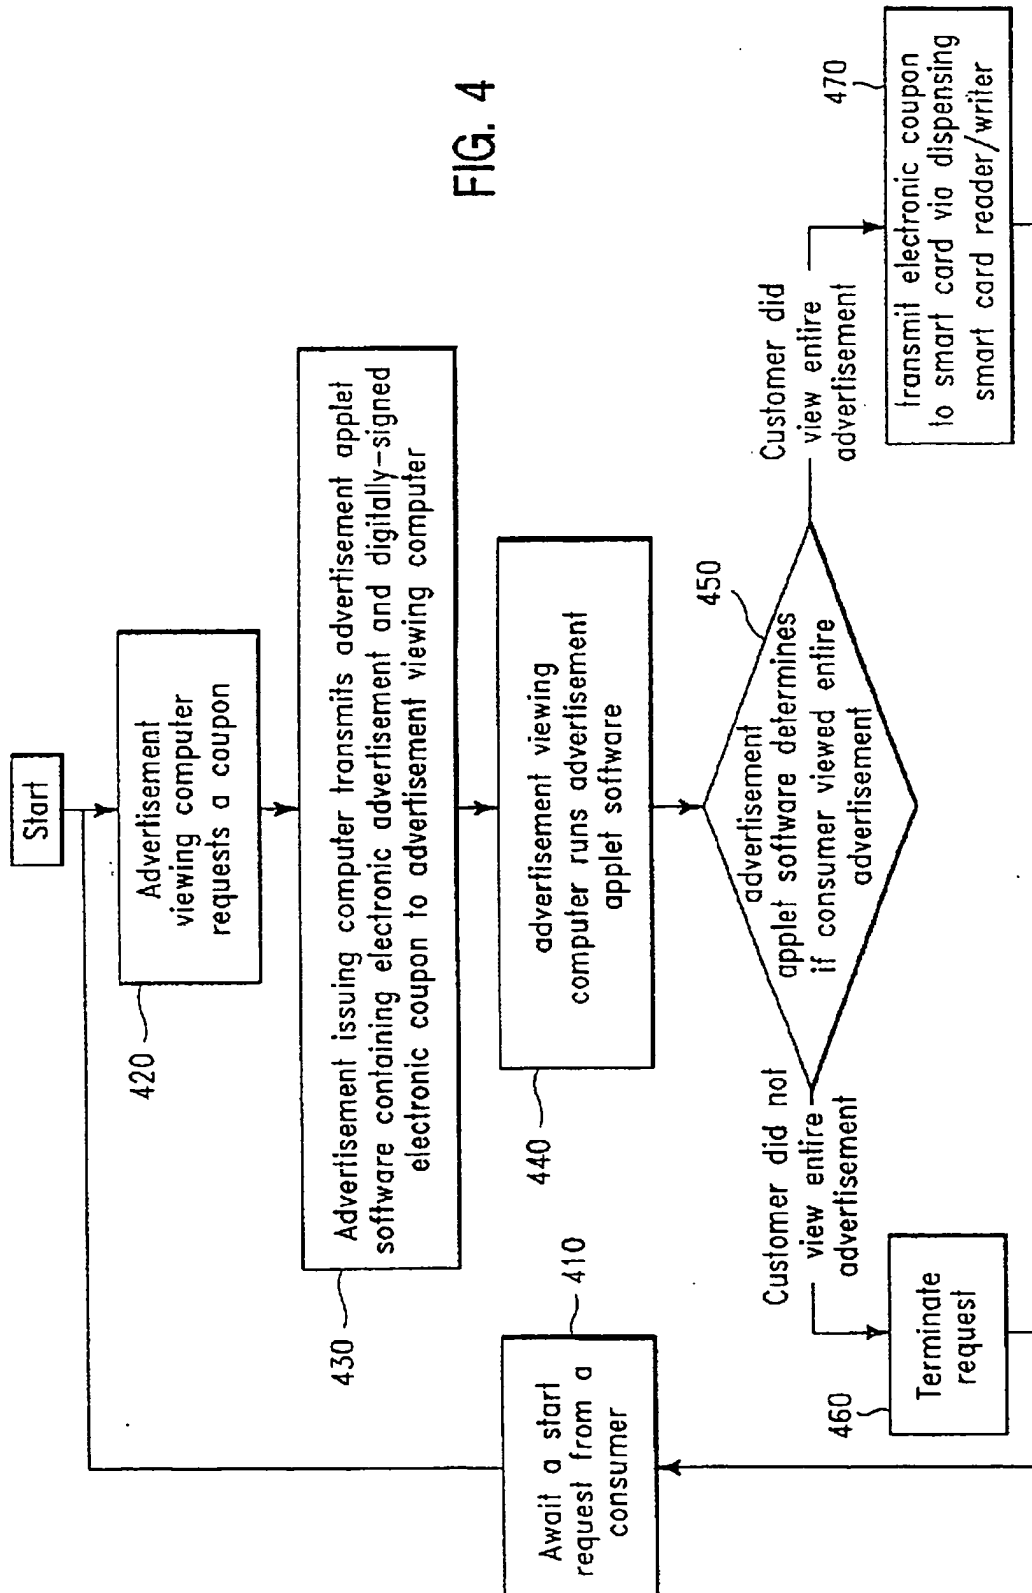 FIG. 4
Start
Advertisement
viewing computer
requests a coupon
420
Advertisement issuing computer transmits advertisement applet
software containing electronic advertisement and digitally-signed
electronic coupon to advertisement viewing computer
430
advertisement viewing
computer runs advertisement
applet software
440
410
Await a start
request from a
consumer
450
advertisement
applet software determines
if consumer viewed entire
advertisement
Customer did not
view entire
advertisement
Customer did
view entire
advertisement
460
Terminate
request
470
transmit electronic coupon
to smart card via dispensing
smart card reader/writer